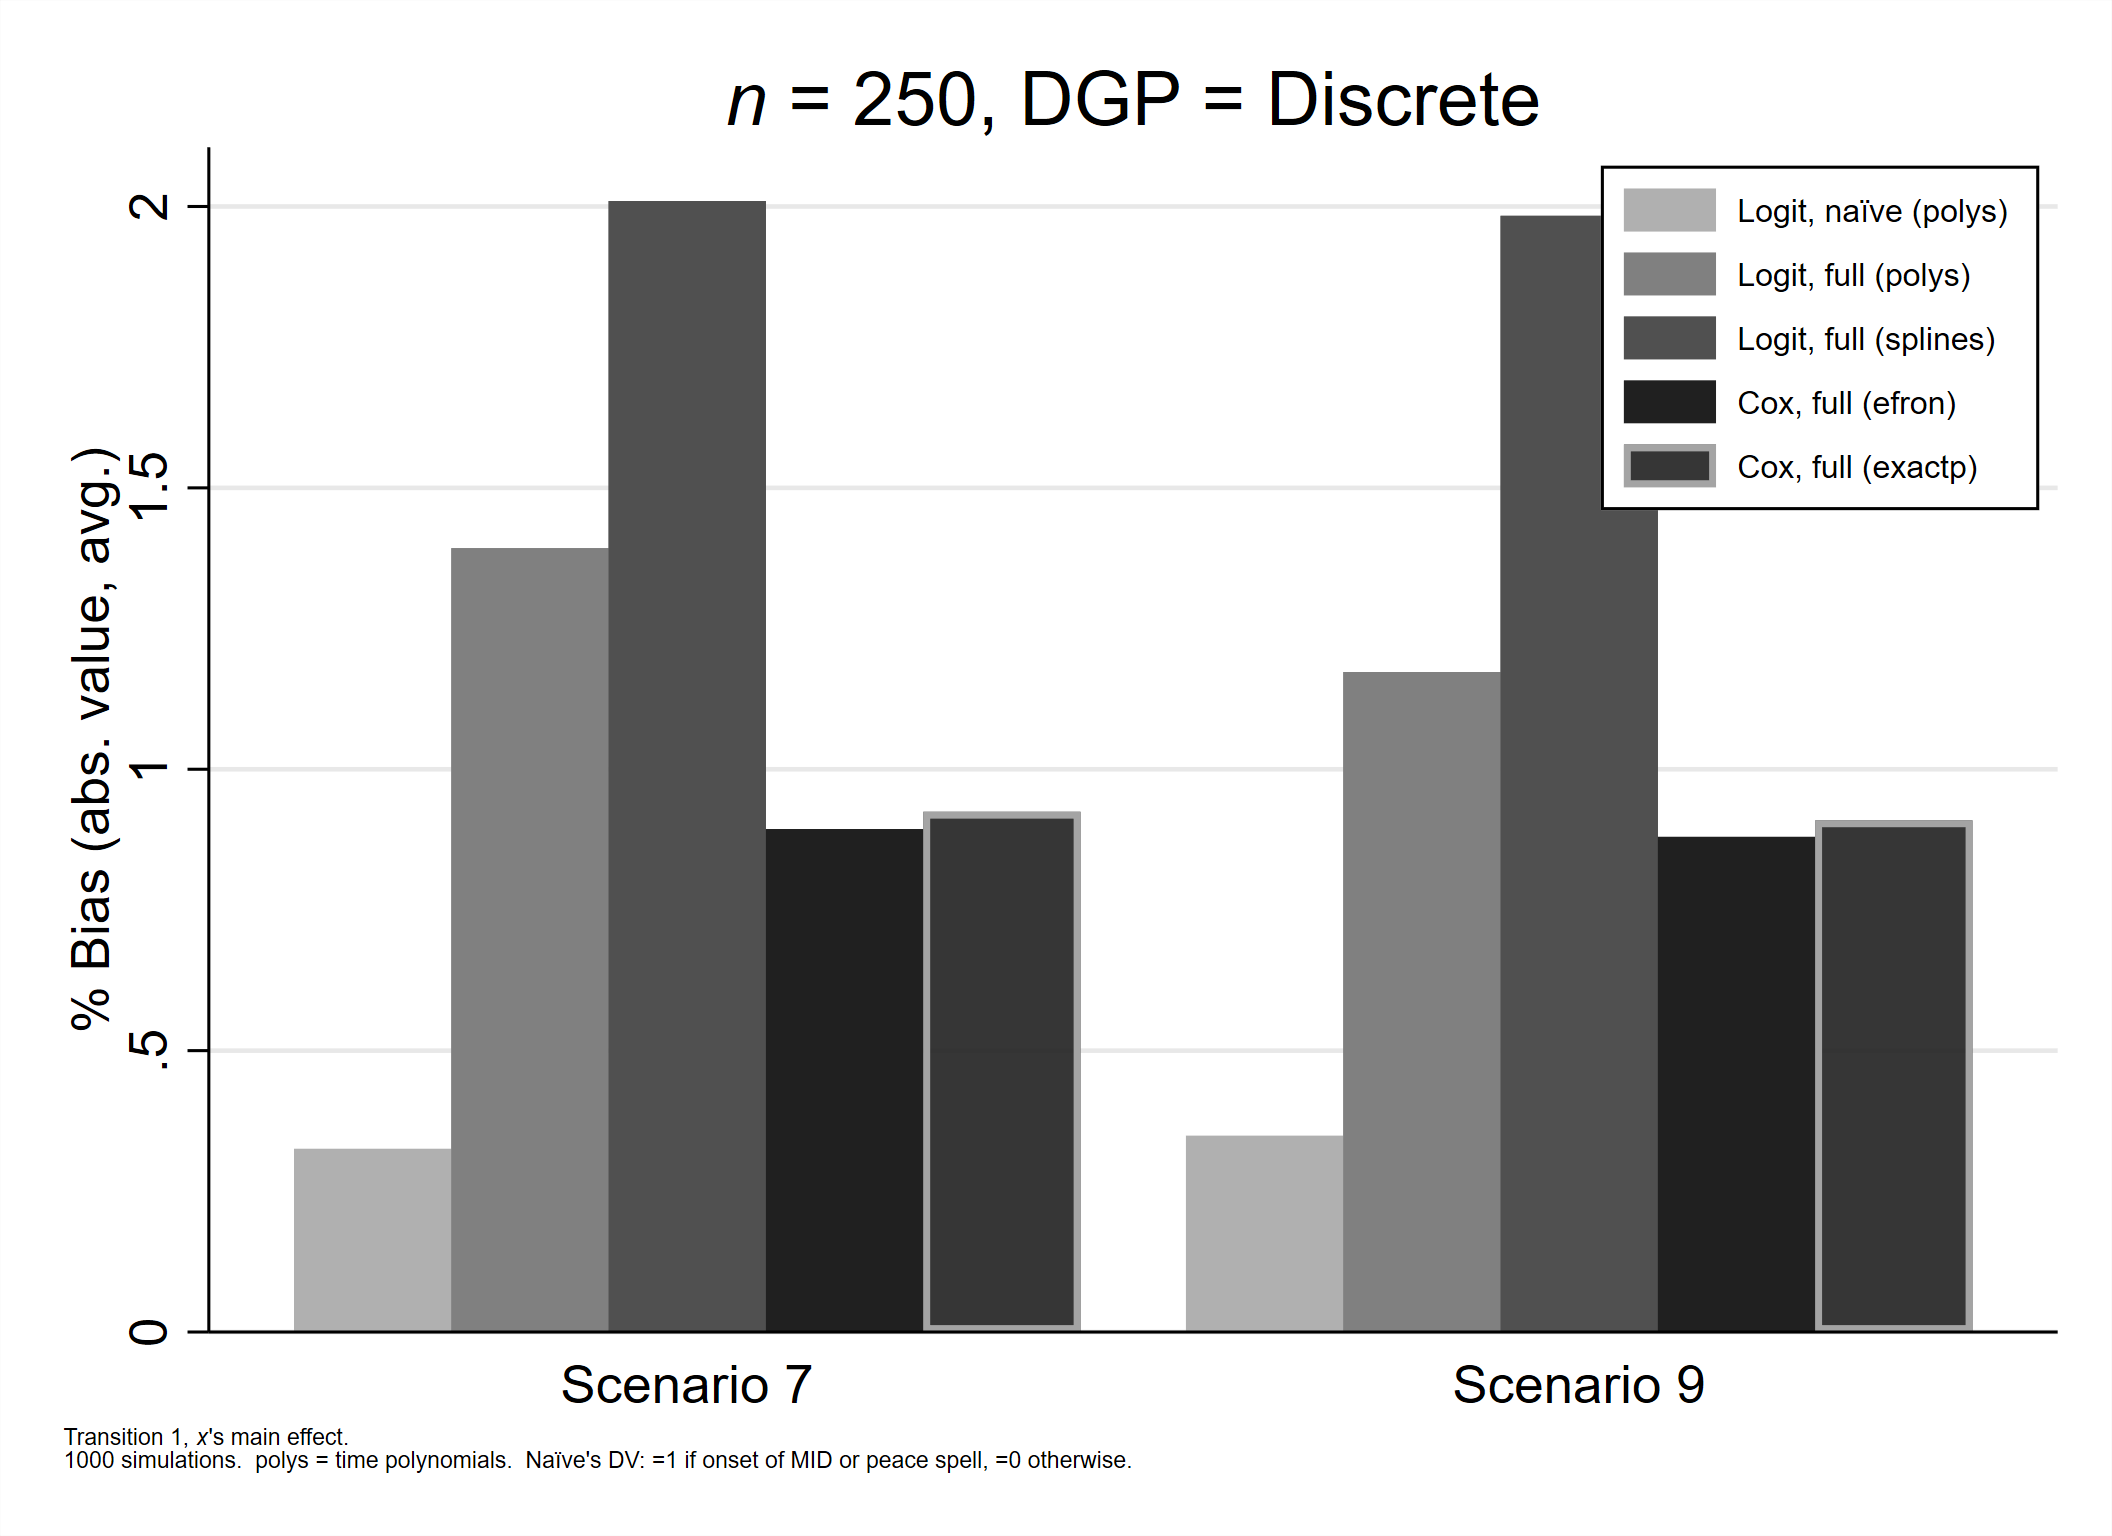 n = 250, DGP = Discrete
% Bias (abs. value, avg.)
2
1.5
1
.5
0
Logit, naïve (polys)
Logit, full (polys)
Logit, full (splines)
Cox, full (efron)
Cox, full (exactp)
Scenario 7
Scenario 9
Transition 1, x's main effect.
1000 simulations.  polys = time polynomials.  Naïve's DV: =1 if onset of MID or peace spell, =0 otherwise.